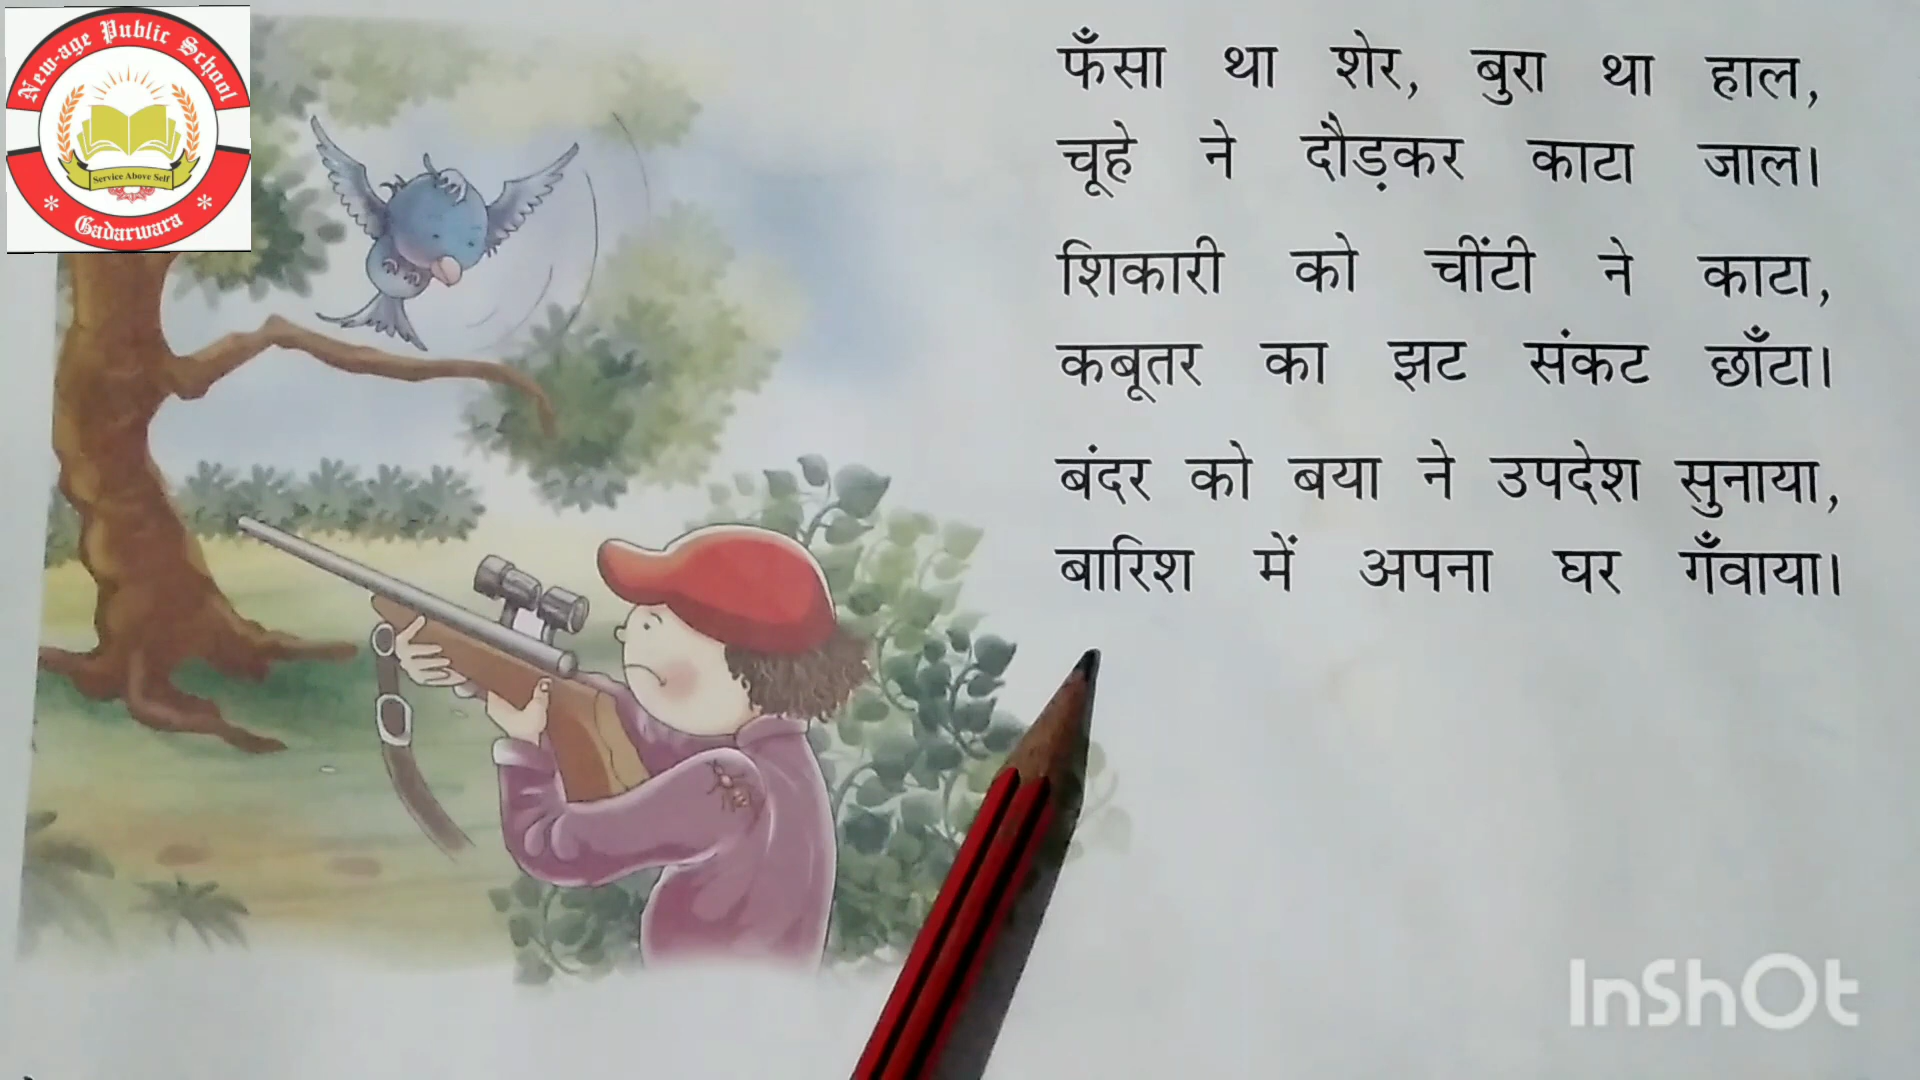 New-age Public School
Service Above Self
* Gadarwara *
फँसा था शेर, बुरा था हाल,
चूहे ने दौड़कर काटा जाल।
शिकारी को चींटी ने काटा,
कबूतर का झट संकट छाँटा।
बंदर को बया ने उपदेश सुनाया,
बारिश में अपना घर गँवाया।
InShOt